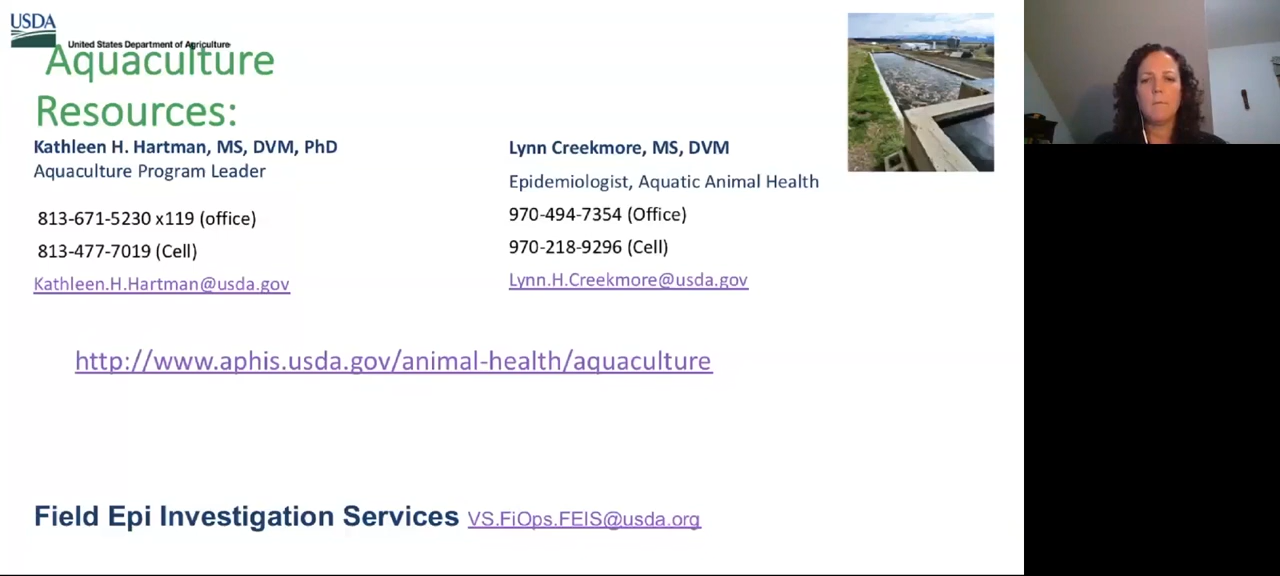 USDA
United States Department of Agriculture
Aquaculture
Resources:
Kathleen H. Hartman, MS, DVM, PhD
Aquaculture Program Leader
813-671-5230 x119 (office)
813-477-7019 (Cell)
Kathleen.H.Hartman@usda.gov
Lynn Creekmore, MS, DVM
Epidemiologist, Aquatic Animal Health
970-494-7354 (Office)
970-218-9296 (Cell)
Lynn.H.Creekmore@usda.gov
http://www.aphis.usda.gov/animal-health/aquaculture
Field Epi Investigation Services VS.FiOps.FEIS@usda.org